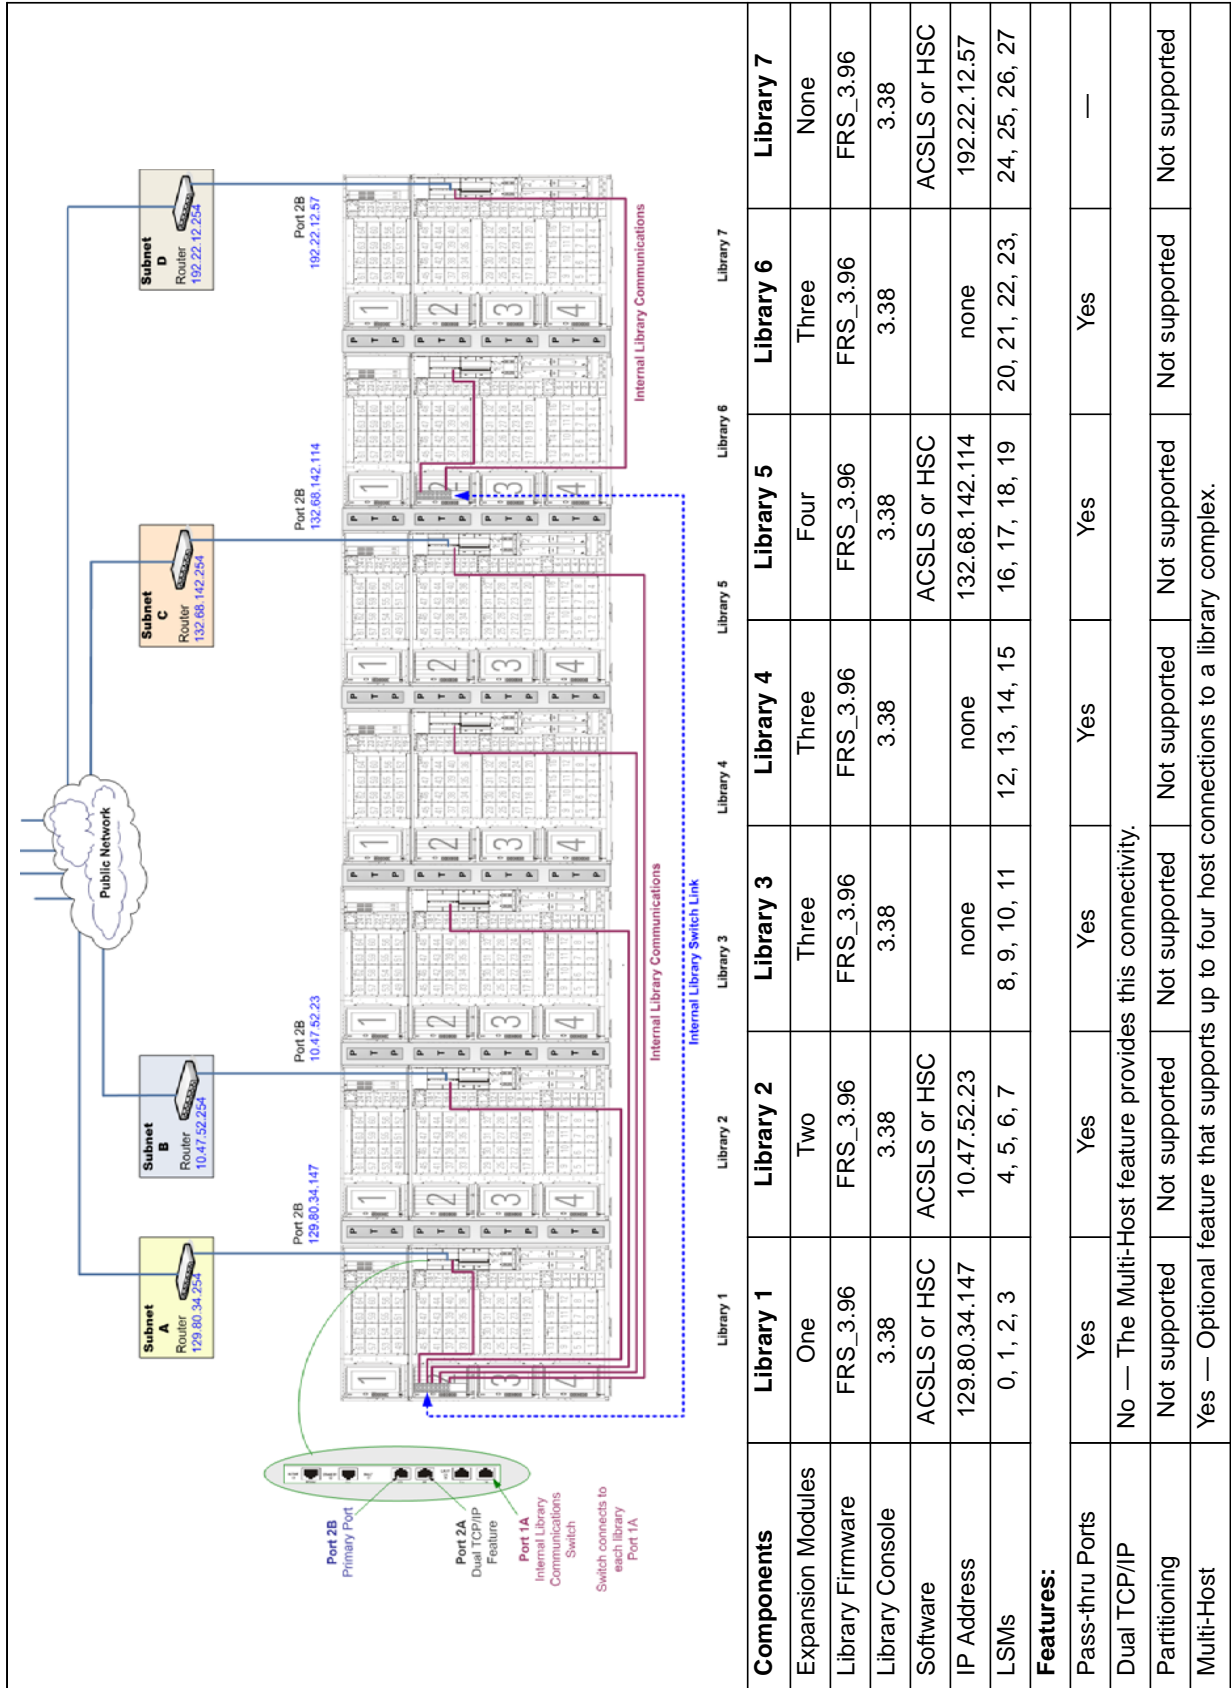 Public Network
Subnet
A
Router
129.80.34.254
Subnet
B
Router
10.47.52.254
Subnet
C
Router
132.68.142.254
Subnet
D
Router
192.22.12.254
Port 2B
129.80.34.147
Port 2B
10.47.52.23
Port 2B
132.68.142.114
Port 2B
192.22.12.57
Port 2B
Primary Port
Port 2A
Dual TCP/IP
Feature
Port 1A
Internal Library
Communications
Switch
Switch connects to
each library
Port 1A
1
2
3
4
P T P
Internal Library Communications
Internal Library Communications
Internal Library Switch Link
Library 1
Library 2
Library 3
Library 4
Library 5
Library 6
Library 7
Components Library 1 Library 2 Library 3 Library 4 Library 5 Library 6 Library 7
Expansion Modules One Two Three Three Four Three None
Library Firmware FRS_3.96 FRS_3.96 FRS_3.96 FRS_3.96 FRS_3.96 FRS_3.96 FRS_3.96
Library Console 3.38 3.38 3.38 3.38 3.38 3.38 3.38
Software ACSLS or HSC ACSLS or HSC ACSLS or HSC ACSLS or HSC
IP Address 129.80.34.147 10.47.52.23 none none 132.68.142.114 none 192.22.12.57
LSMs 0, 1, 2, 3 4, 5, 6, 7 8, 9, 10, 11 12, 13, 14, 15 16, 17, 18, 19 20, 21, 22, 23, 24, 25, 26, 27
Features:
Pass-thru Ports Yes Yes Yes Yes Yes Yes —
Dual TCP/IP No — The Multi-Host feature provides this connectivity.
Partitioning Not supported Not supported Not supported Not supported Not supported Not supported Not supported
Multi-Host Yes — Optional feature that supports up to four host connections to a library complex.